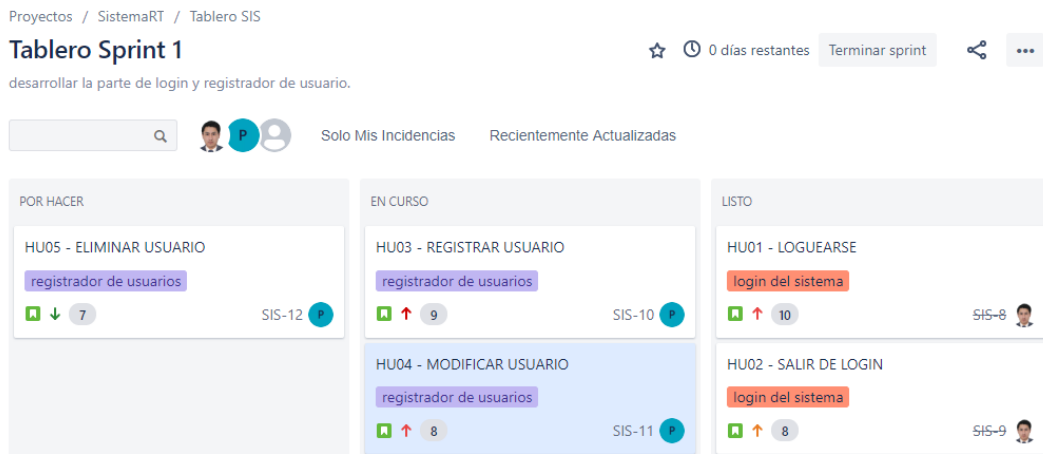 Proyectos / SistemaRT / Tablero SIS
Tablero Sprint 1
0 días restantes
Terminar sprint
desarrollar la parte de login y registrador de usuario.
P
Solo Mis Incidencias
Recientemente Actualizadas
POR HACER
HU05 - ELIMINAR USUARIO
registrador de usuarios
7
SIS-12
P
EN CURSO
HU03 - REGISTRAR USUARIO
registrador de usuarios
9
SIS-10
P
HU04 - MODIFICAR USUARIO
registrador de usuarios
8
SIS-11
P
LISTO
HU01 - LOGUEARSE
login del sistema
10
SIS-8
HU02 - SALIR DE LOGIN
login del sistema
8
SIS-9